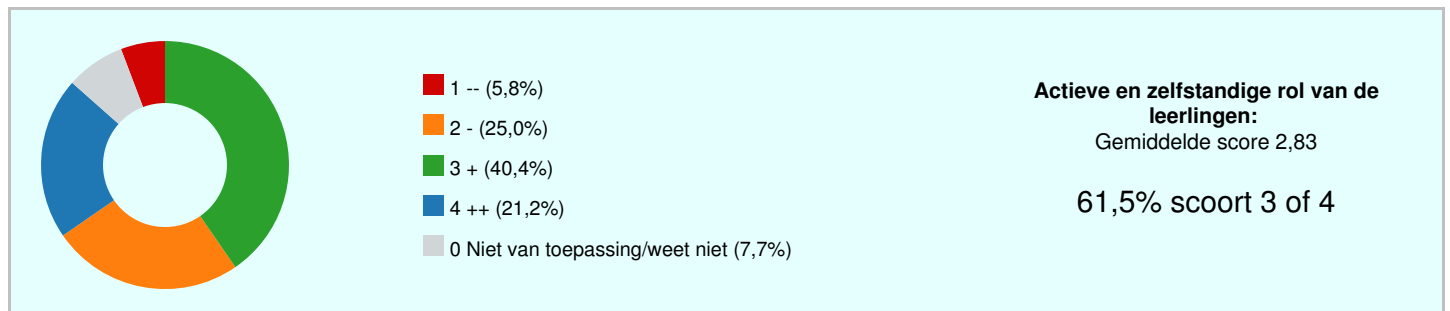 1 -- (5,8%)
2 - (25,0%)
3 + (40,4%)
4 ++ (21,2%)
0 Niet van toepassing/weet niet (7,7%)
Actieve en zelfstandige rol van de
leerlingen:
Gemiddelde score 2,83
61,5% scoort 3 of 4